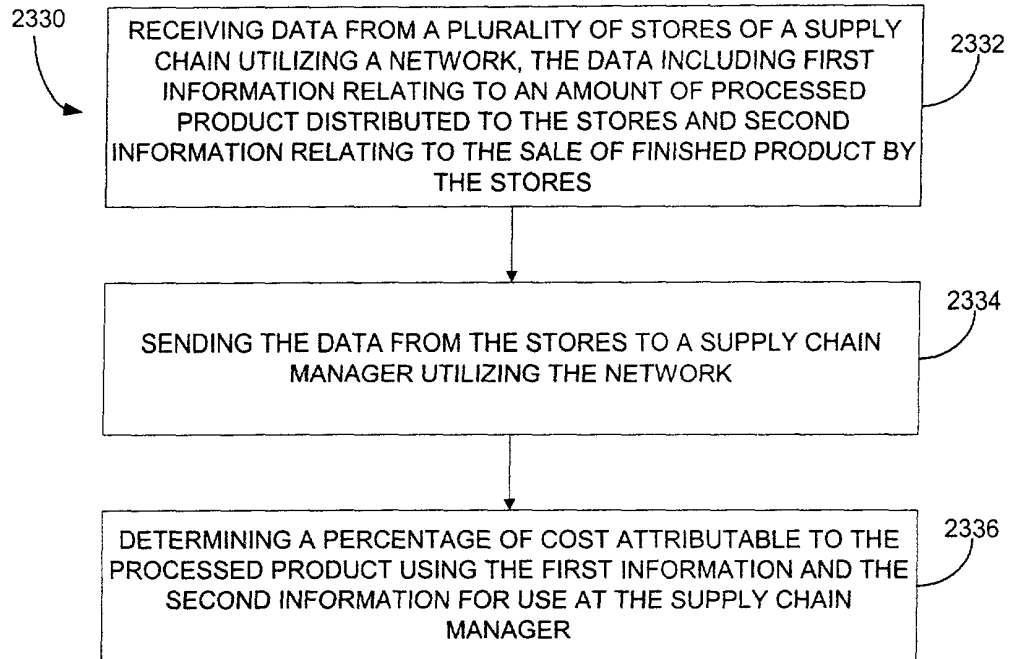 2330
RECEIVING DATA FROM A PLURALITY OF STORES OF A SUPPLY
CHAIN UTILIZING A NETWORK, THE DATA INCLUDING FIRST
INFORMATION RELATING TO AN AMOUNT OF PROCESSED
PRODUCT DISTRIBUTED TO THE STORES AND SECOND
INFORMATION RELATING TO THE SALE OF FINISHED PRODUCT BY
THE STORES
2332
SENDING THE DATA FROM THE STORES TO A SUPPLY CHAIN
MANAGER UTILIZING THE NETWORK
2334
DETERMINING A PERCENTAGE OF COST ATTRIBUTABLE TO THE
PROCESSED PRODUCT USING THE FIRST INFORMATION AND THE
SECOND INFORMATION FOR USE AT THE SUPPLY CHAIN
MANAGER
2336